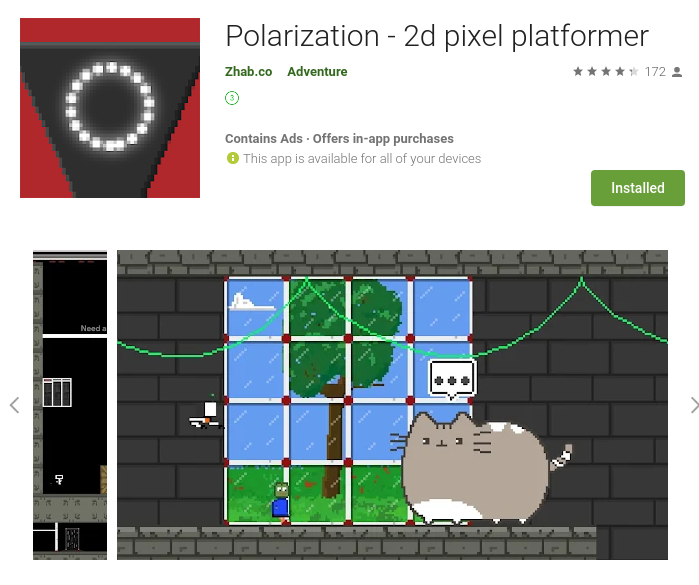 Polarization - 2d pixel platformer
Zhab.co Adventure 172
3
Contains Ads · Offers in-app purchases
This app is available for all of your devices
Installed
Need a